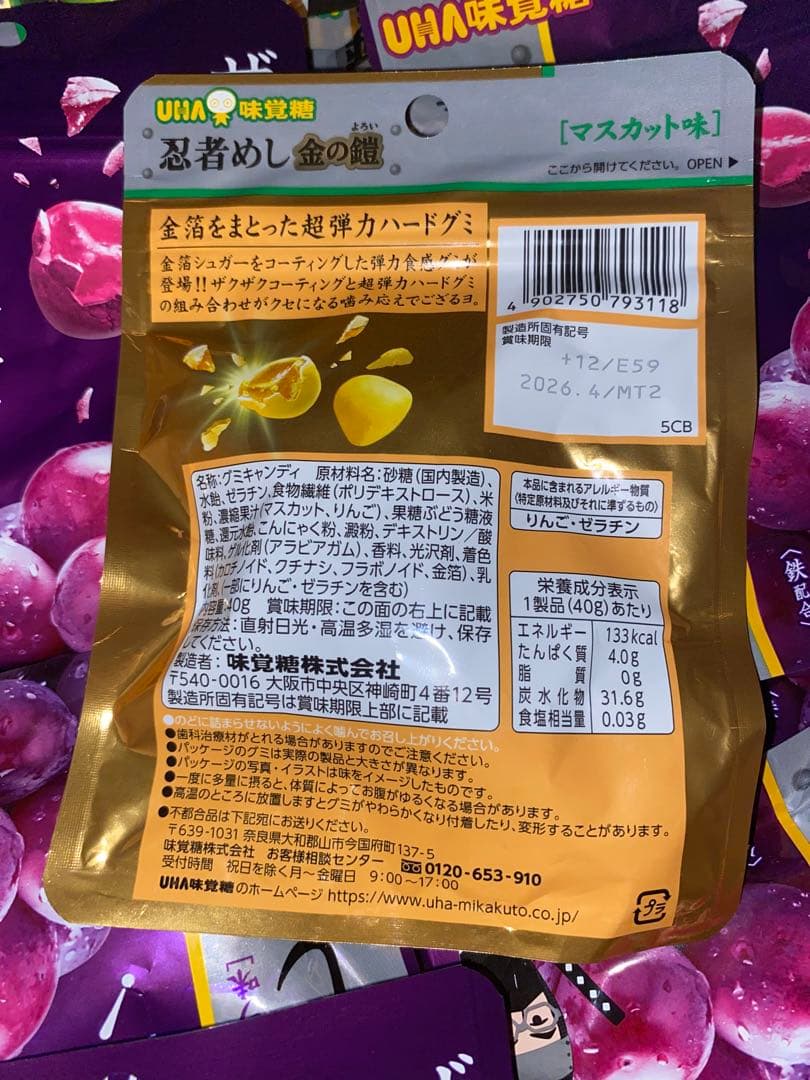 UHA味覚糖
UHA 味覚糖
よろい
忍者めし 金の鎧
[マスカット味]
ここから開けてください。 OPEN ▶
金箔をまとった超弾力ハードグミ
金箔シュガーをコーティングした弾力食感グミが
登場!!ザクザクコーティングと超弾力ハードグミ
の組み合わせがクセになる噛み応えでござるヨ。
4 902750 793118
製造所固有記号
賞味期限
+12/E59
2026.4/MT2
5CB
名称:グミキャンディ 原材料名:砂糖(国内製造)、
水飴、ゼラチン、食物繊維(ポリデキストロース)、米
粉、濃縮果汁(マスカット、りんご)、果糖ぶどう糖液
糖、還元水飴、こんにゃく粉、澱粉、デキストリン/酸
味料、ゲル化剤(アラビアガム)、香料、光沢剤、着色
料(カロチノイド、クチナシ、フラボノイド、金箔)、乳
化剤、(一部にりんご・ゼラチンを含む)
内容量:40g 賞味期限:この面の右上に記載
保存方法:直射日光・高温多湿を避け、保存
してください。
製造者:味覚糖株式会社
〒540-0016 大阪市中央区神崎町4番12号
製造所固有記号は賞味期限上部に記載
本品に含まれるアレルギー物質
(特定原材料及びそれに準ずるもの)
りんご・ゼラチン
栄養成分表示
1製品(40g)あたり
エネルギー 133kcal
たんぱく質 4.0g
脂質 0g
炭水化物 31.6g
食塩相当量 0.03g
●のどに詰まらせないようによく噛んでお召し上がりください。
●歯科治療材がとれる場合がありますのでご注意ください。
●パッケージのグミは実際の製品と大きさが異なります。
●パッケージの写真・イラストは味をイメージしたものです。
●一度に多量に摂ると、体質によってお腹がゆるくなる場合があります。
●高温のところに放置しますとグミがやわらかくなり付着したり、変形することがあります。
●不都合品は下記宛にお送りください。
〒639-1031 奈良県大和郡山市今国府町137-5
味覚糖株式会社 お客様相談センター 0120-653-910
受付時間 祝日を除く月~金曜日 9:00~17:00
UHA味覚糖のホームページ https://www.uha-mikakuto.co.jp/
プラ
〈鉄配合〉
味]